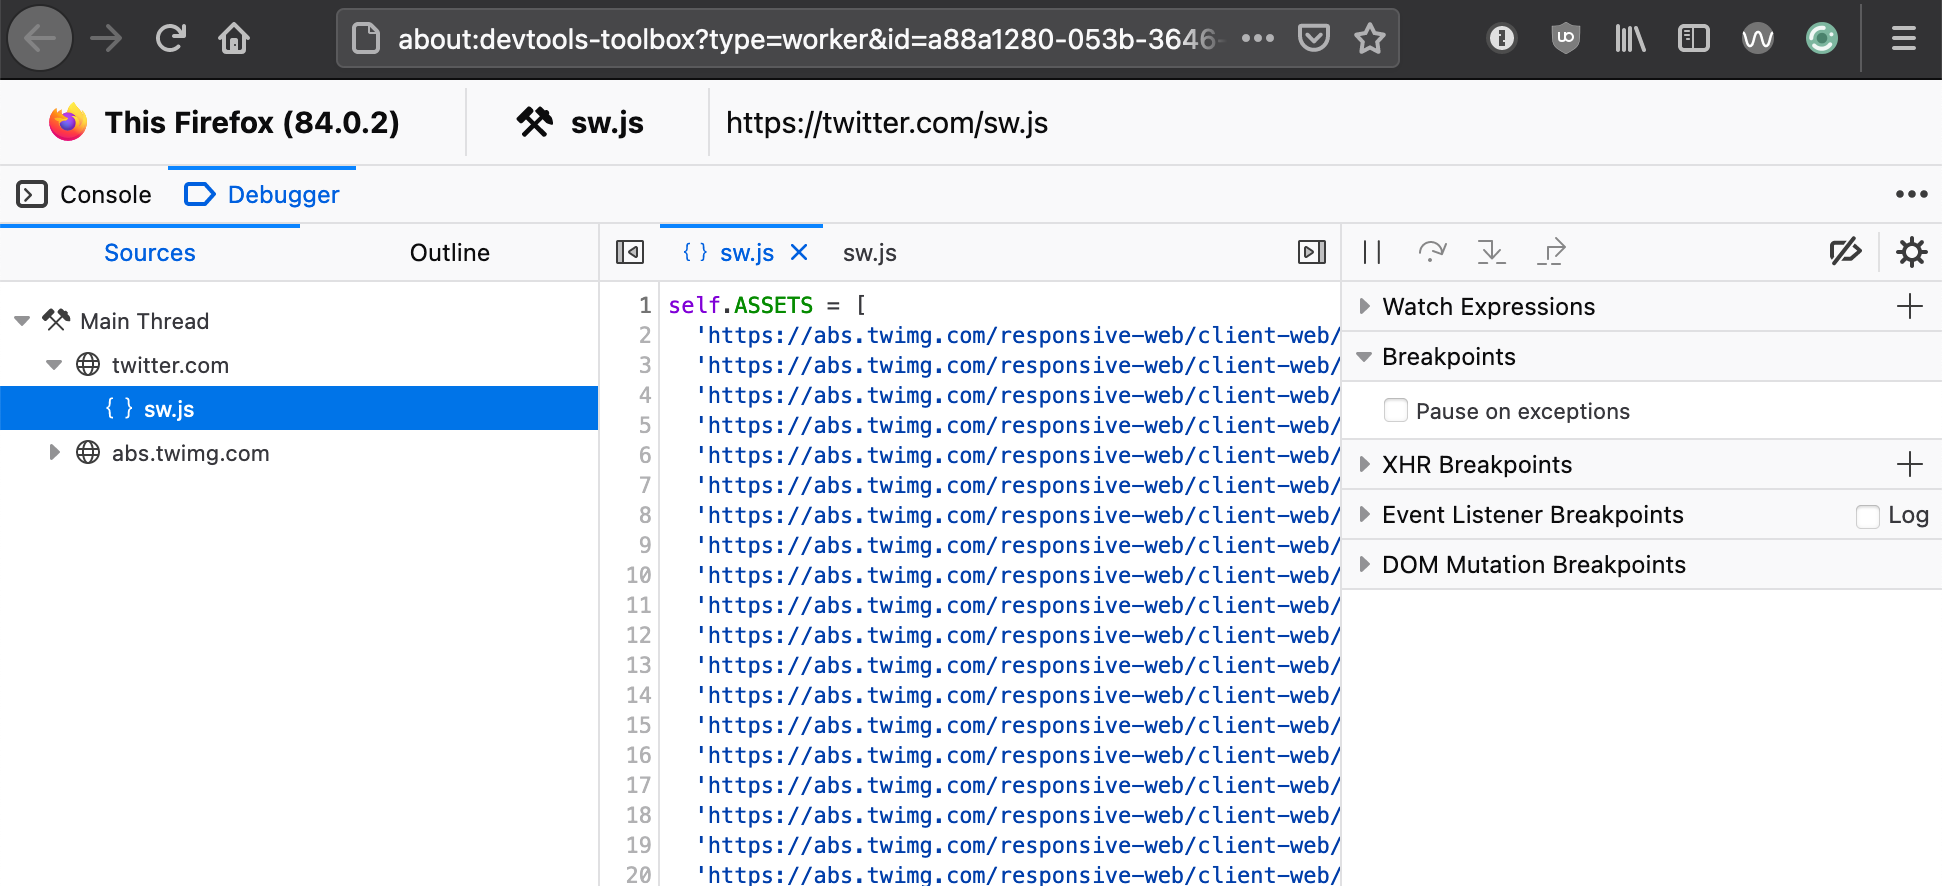 about:devtools-toolbox?type=worker&id=a88a1280-053b-3646-
This Firefox (84.0.2)
sw.js
https://twitter.com/sw.js
Console
Debugger
Sources
Outline
{ } sw.js
sw.js
Main Thread
twitter.com
{ } sw.js
abs.twimg.com
1 self.ASSETS = [
2 'https://abs.twimg.com/responsive-web/client-web/
3 'https://abs.twimg.com/responsive-web/client-web/
4 'https://abs.twimg.com/responsive-web/client-web/
5 'https://abs.twimg.com/responsive-web/client-web/
6 'https://abs.twimg.com/responsive-web/client-web/
7 'https://abs.twimg.com/responsive-web/client-web/
8 'https://abs.twimg.com/responsive-web/client-web/
9 'https://abs.twimg.com/responsive-web/client-web/
10 'https://abs.twimg.com/responsive-web/client-web/
11 'https://abs.twimg.com/responsive-web/client-web/
12 'https://abs.twimg.com/responsive-web/client-web/
13 'https://abs.twimg.com/responsive-web/client-web/
14 'https://abs.twimg.com/responsive-web/client-web/
15 'https://abs.twimg.com/responsive-web/client-web/
16 'https://abs.twimg.com/responsive-web/client-web/
17 'https://abs.twimg.com/responsive-web/client-web/
18 'https://abs.twimg.com/responsive-web/client-web/
19 'https://abs.twimg.com/responsive-web/client-web/
20 'https://abs.twimg.com/responsive-web/client-web/
Watch Expressions
Breakpoints
Pause on exceptions
XHR Breakpoints
Event Listener Breakpoints
Log
DOM Mutation Breakpoints